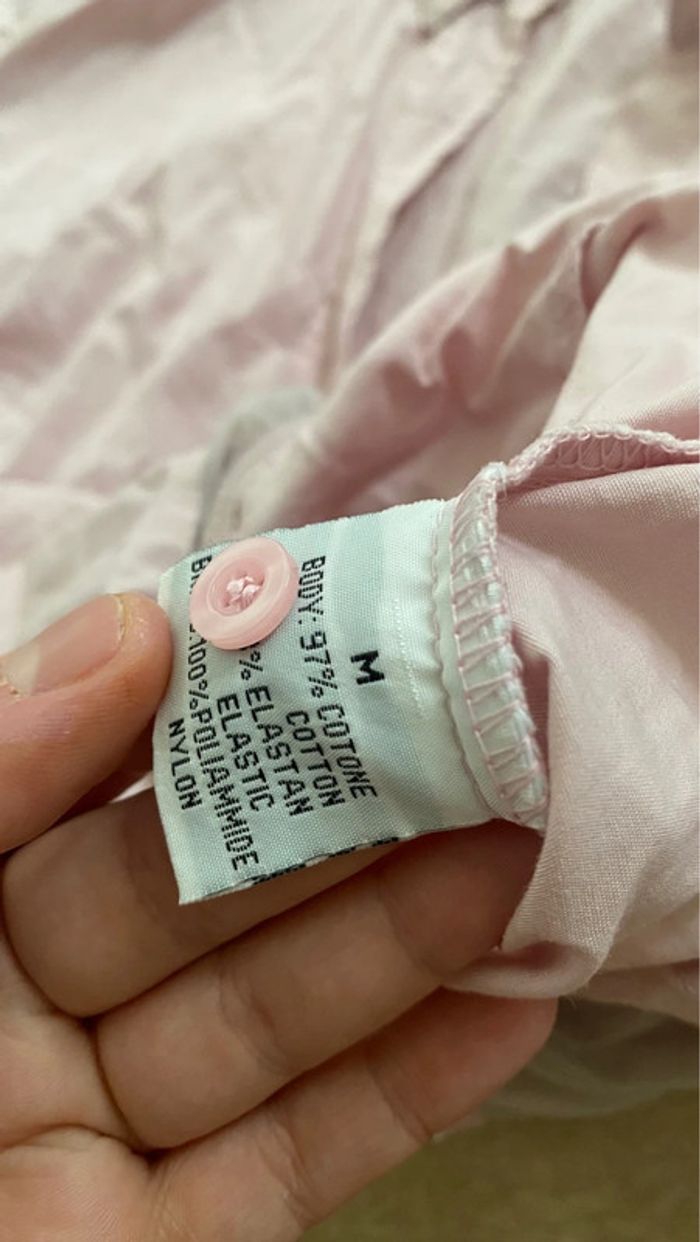 M
BODY: 97% COTONE
COTTON
% ELASTAN
ELASTIC
100%POLIAMMIDE
NYLON